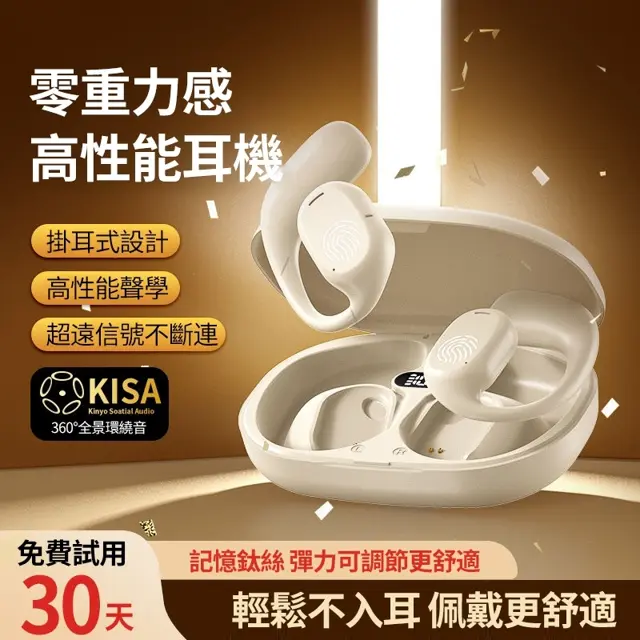 零重力感
高性能耳機
掛耳式設計
高性能聲學
超遠信號不斷連
KISA
Kinyo Soatial Audio
360°全景環繞音
免費試用
30天
記憶鈦絲 彈力可調節更舒適
輕鬆不入耳 佩戴更舒適